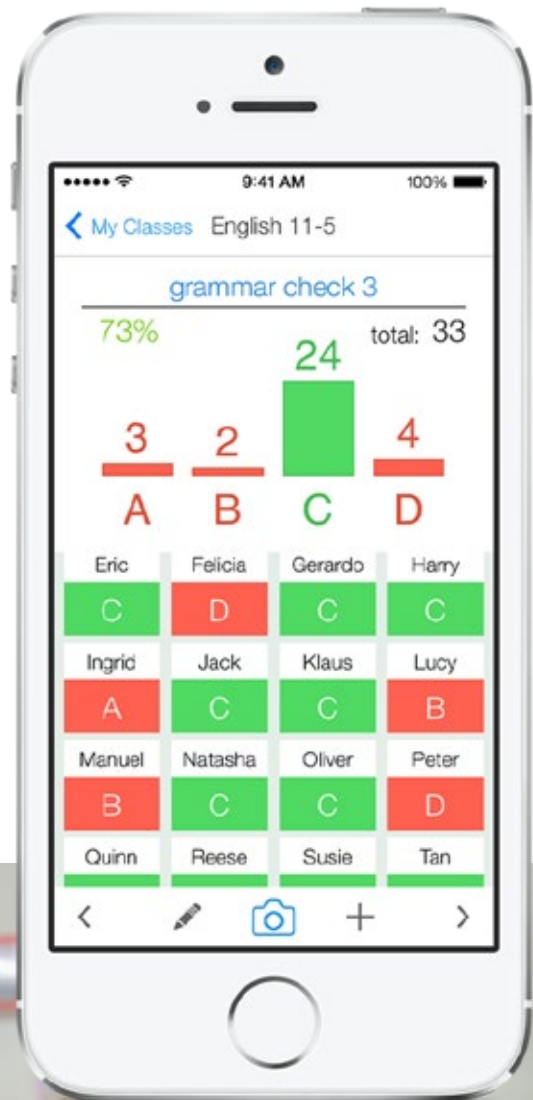 9:41 AM 100%
My Classes English 11-5
grammar check 3
73% total: 33
24
3 2 4
A B C D
Eric Felicia Gerardo Harry
C D C C
Ingrid Jack Klaus Lucy
A C C B
Manuel Natasha Oliver Peter
B C C D
Quinn Reese Susie Tan